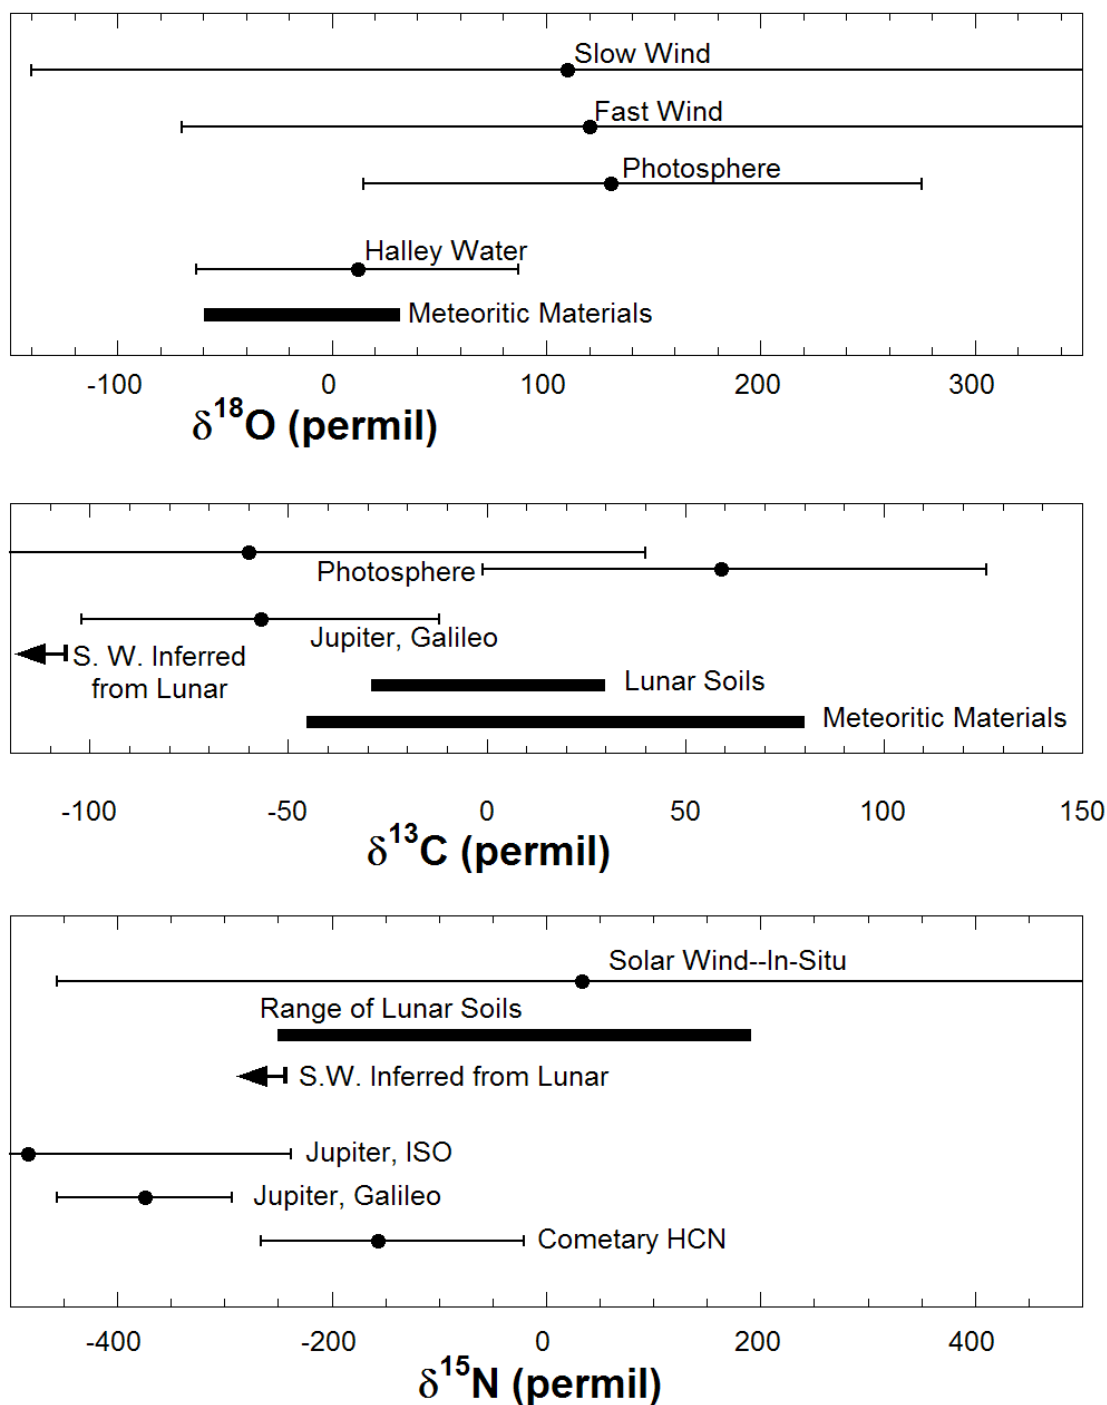 Slow Wind
Fast Wind
Photosphere
Halley Water
Meteoritic Materials
-100 0 100 200 300
δ18O (permil)
Photosphere
Jupiter, Galileo
S. W. Inferred
from Lunar
Lunar Soils
Meteoritic Materials
-100 -50 0 50 100 150
δ13C (permil)
Solar Wind--In-Situ
Range of Lunar Soils
S.W. Inferred from Lunar
Jupiter, ISO
Jupiter, Galileo
Cometary HCN
-400 -200 0 200 400
δ15N (permil)